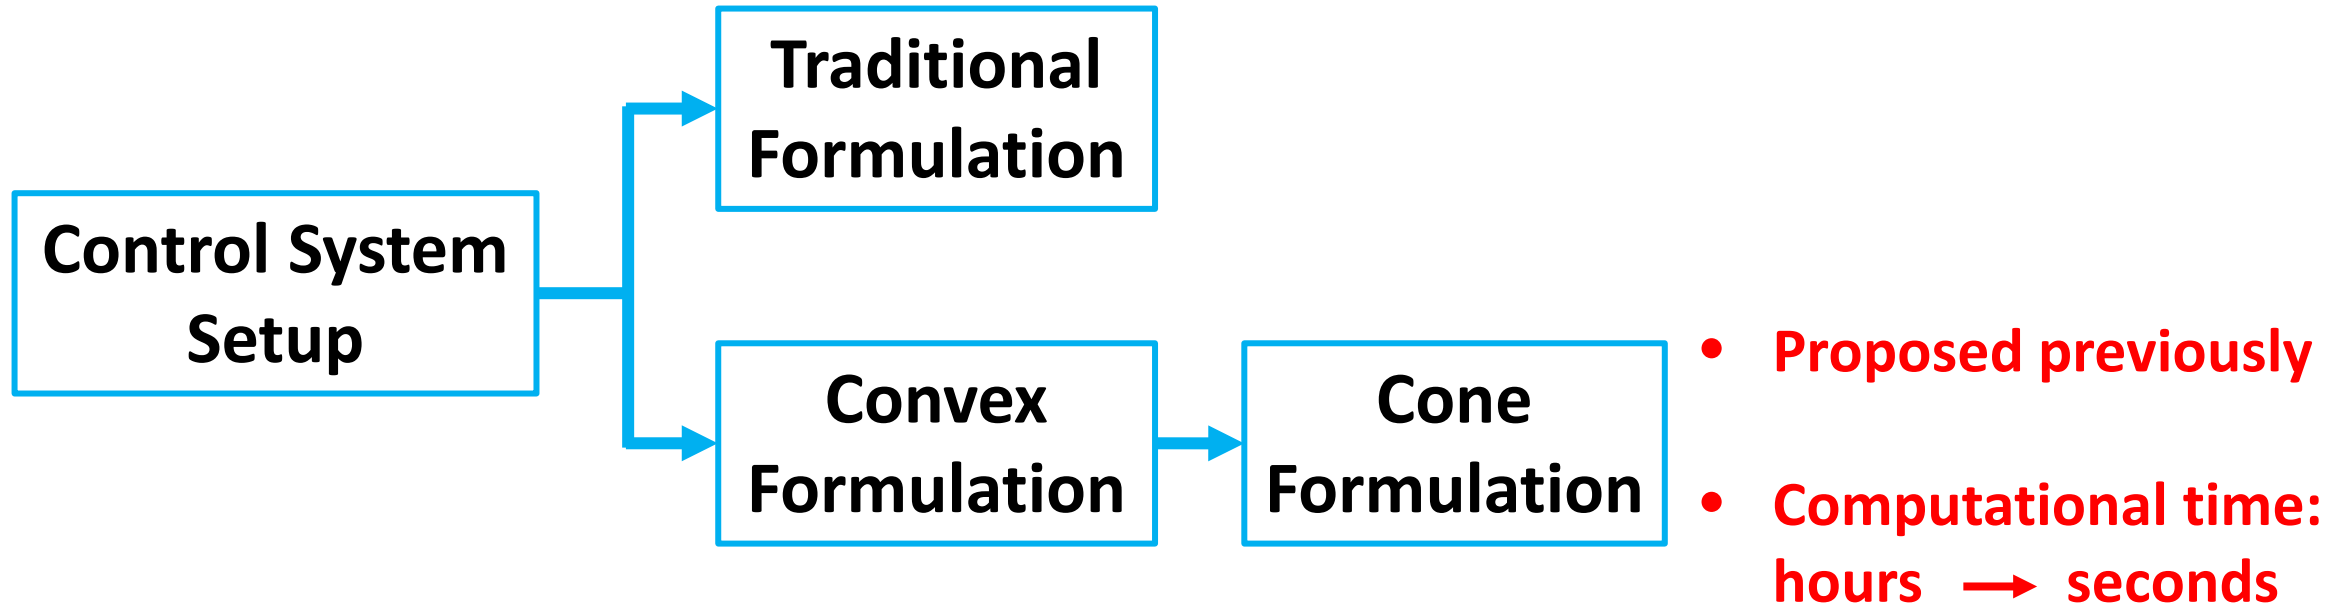 Traditional
Formulation
Control System
Setup
Convex
Formulation
Cone
Formulation
• Proposed previously
• Computational time:
hours → seconds